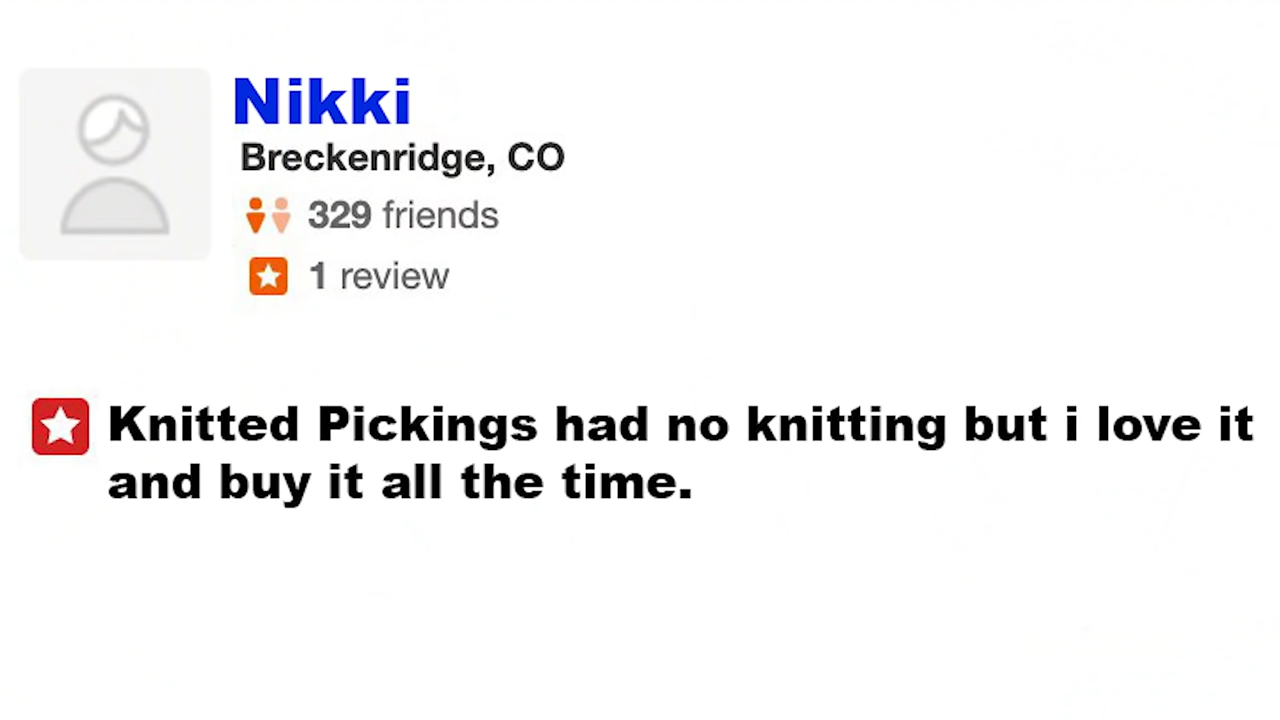 Nikki
Breckenridge, CO
329 friends
1 review
Knitted Pickings had no knitting but i love it
and buy it all the time.